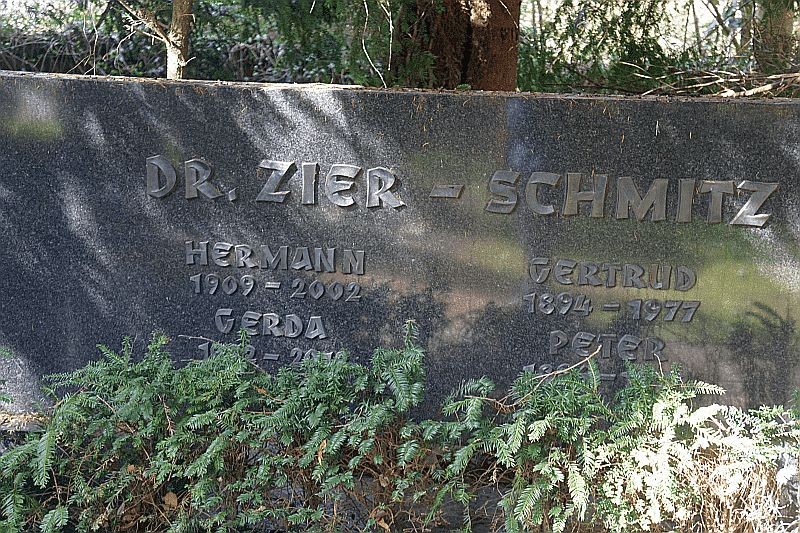 DR. ZIER - SCHMITZ
HERMANN
1909 - 2002
GERDA
GERTRUD
1894 - 1977
PETER